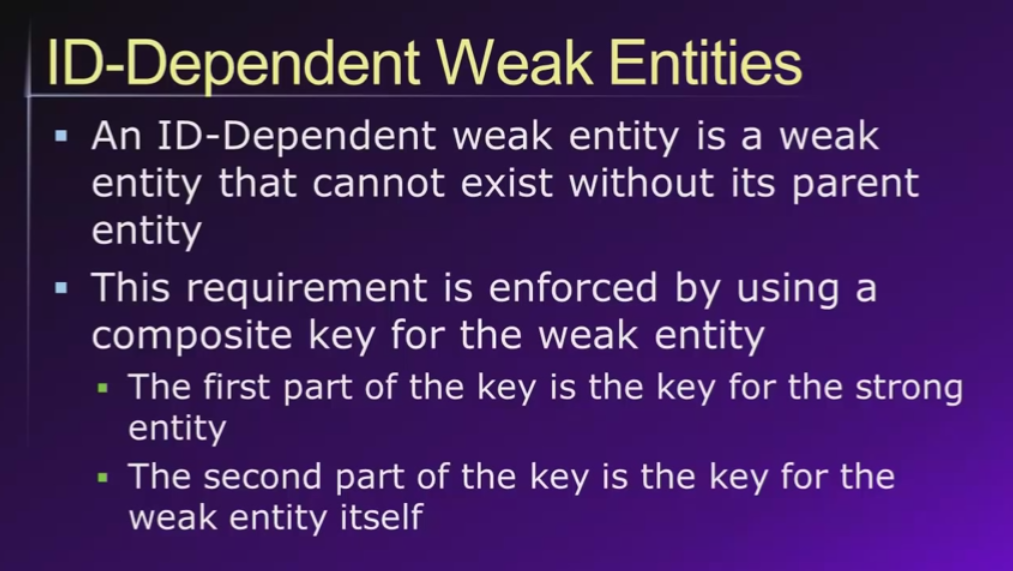 ID-Dependent Weak Entities
An ID-Dependent weak entity is a weak
entity that cannot exist without its parent
entity
This requirement is enforced by using a
composite key for the weak entity
The first part of the key is the key for the strong
entity
The second part of the key is the key for the
weak entity itself